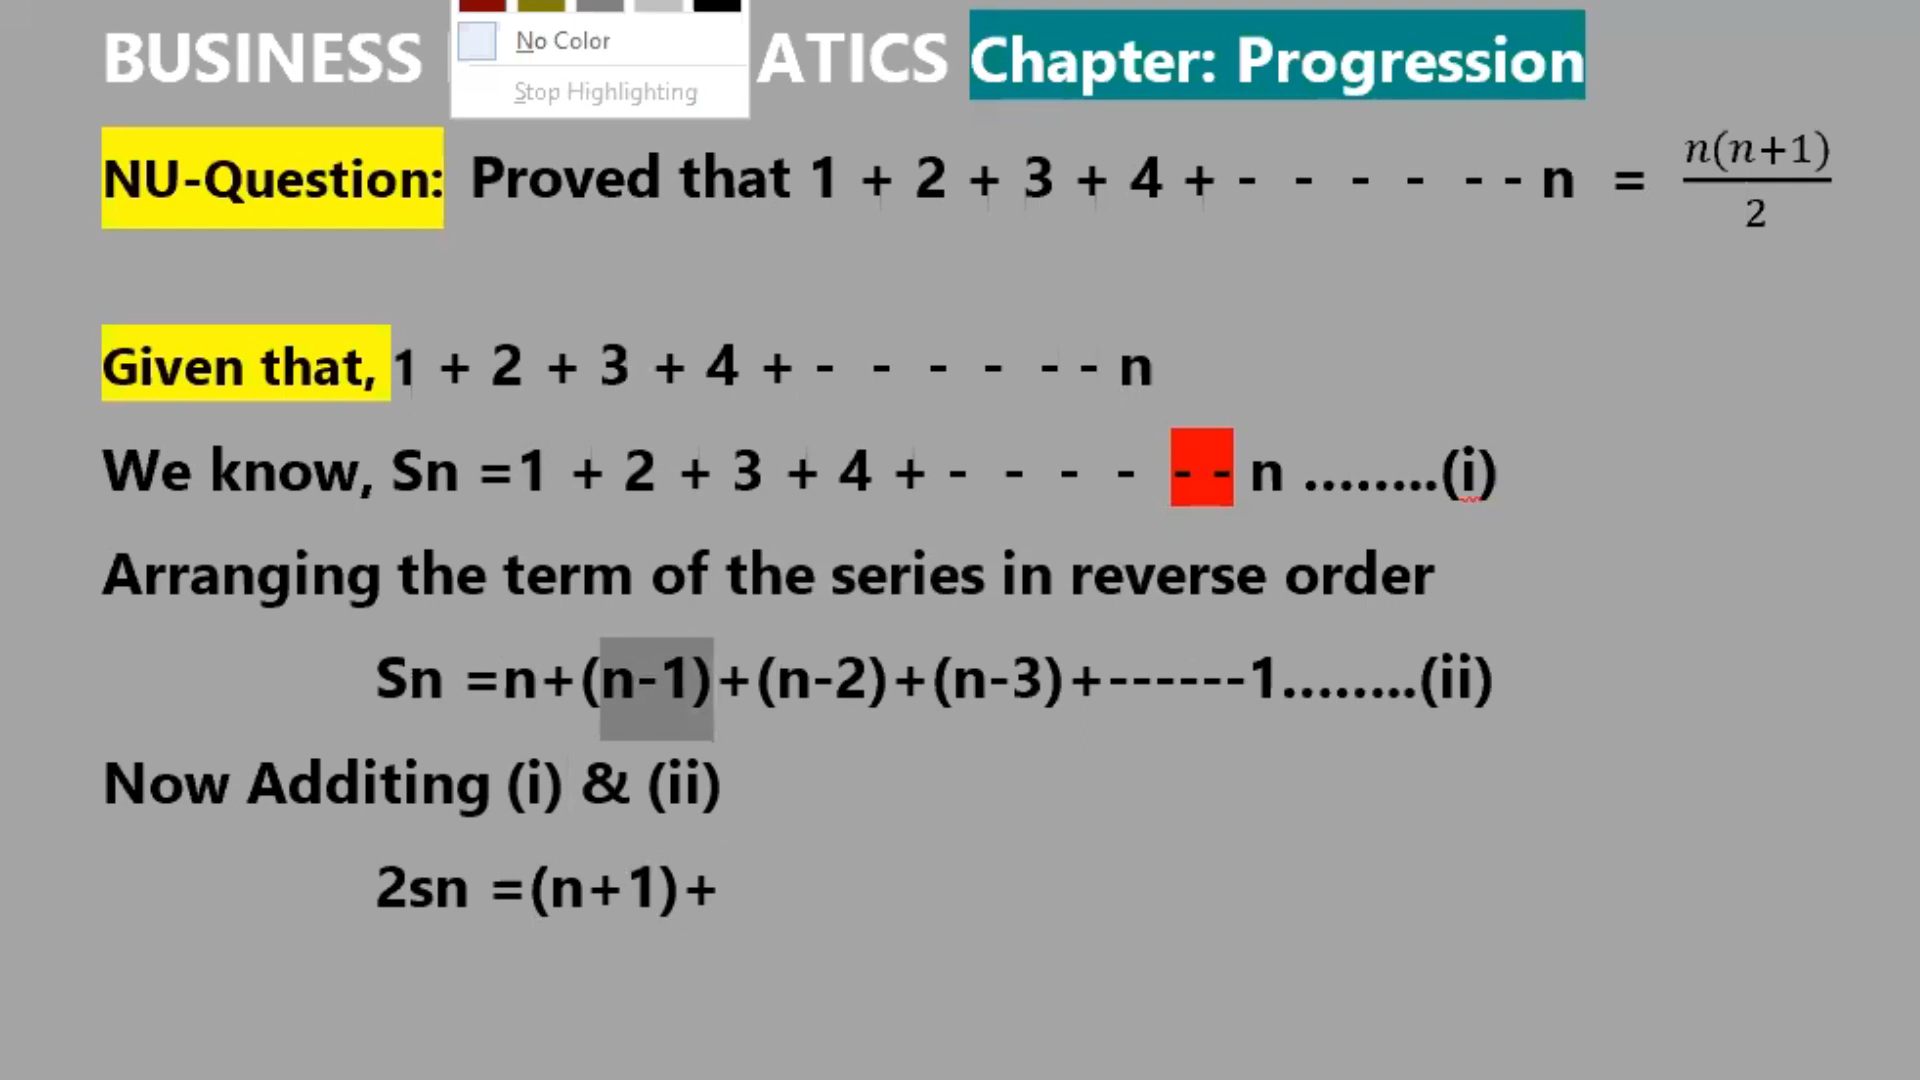 No Color
Stop Highlighting
BUSINESS ATICS Chapter: Progression
NU-Question: Proved that 1 + 2 + 3 + 4 + - - - - - - n = n(n+1)/2
Given that, 1 + 2 + 3 + 4 + - - - - - - n
We know, Sn =1 + 2 + 3 + 4 + - - - - - - n ........(i)
Arranging the term of the series in reverse order
Sn =n+(n-1)+(n-2)+(n-3)+------1........(ii)
Now Additing (i) & (ii)
2sn =(n+1)+